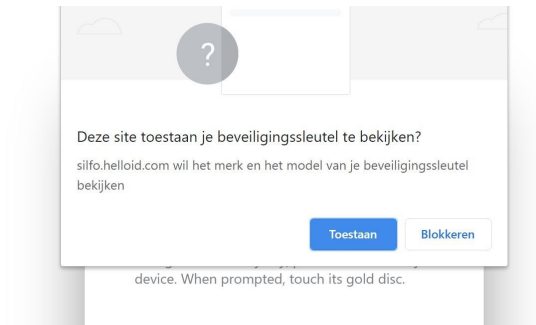 ?
Deze site toestaan je beveiligingssleutel te bekijken?
silfo.helloid.com wil het merk en het model van je beveiligingssleutel
bekijken
Toestaan Blokkeren
device. When prompted, touch its gold disc.